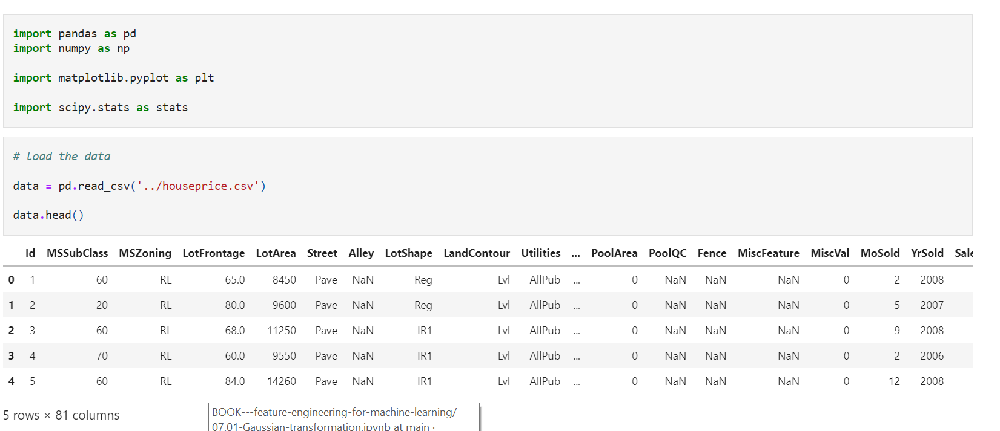 import pandas as pd
import numpy as np
import matplotlib.pyplot as plt
import scipy.stats as stats
# load the data
data = pd.read_csv('../houseprice.csv')
data.head()
Id MSSubClass MSZoning LotFrontage LotArea Street Alley LotShape LandContour Utilities ... PoolArea PoolQC Fence MiscFeature MiscVal MoSold YrSold Sale
0 1 60 RL 65.0 8450 Pave NaN Reg Lvl AllPub ... 0 NaN NaN NaN 0 2 2008
1 2 20 RL 80.0 9600 Pave NaN Reg Lvl AllPub ... 0 NaN NaN NaN 0 5 2007
2 3 60 RL 68.0 11250 Pave NaN IR1 Lvl AllPub ... 0 NaN NaN NaN 0 9 2008
3 4 70 RL 60.0 9550 Pave NaN IR1 Lvl AllPub ... 0 NaN NaN NaN 0 2 2006
4 5 60 RL 84.0 14260 Pave NaN IR1 Lvl AllPub ... 0 NaN NaN NaN 0 12 2008
5 rows × 81 columns
BOOK---feature-engineering-for-machine-learning/
07.01-Gaussian-transformation.ipynb at main ·